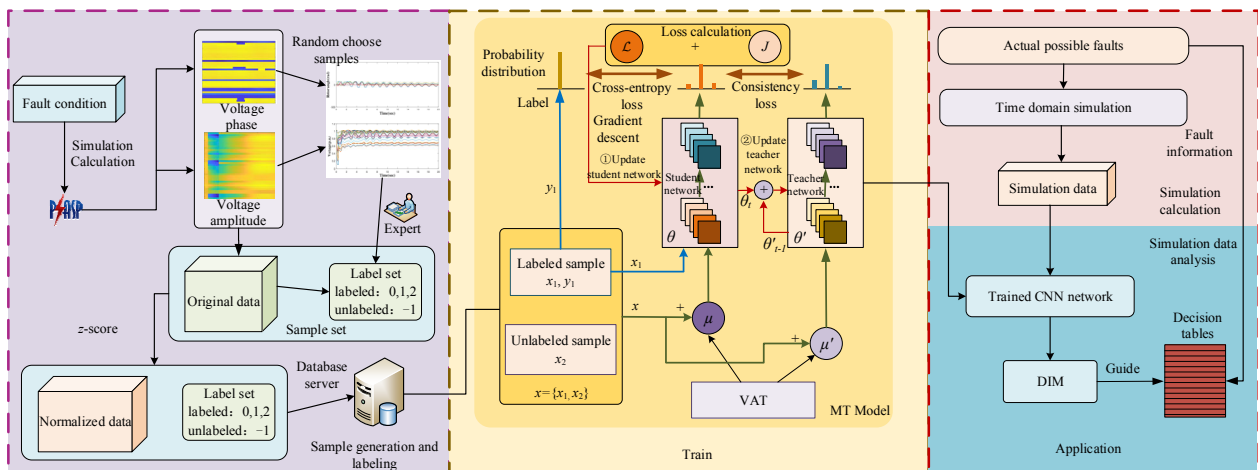 Fault condition
Simulation
Calculation
PSASP
Voltage
phase
Voltage
amplitude
Random choose
samples
Expert
Original data
Label set
labeled：0,1,2
unlabeled：−1
Sample set
z-score
Normalized data
Label set
labeled：0,1,2
unlabeled：−1
Database
server
Sample generation and
labeling
Probability
distribution
Label
Loss calculation
ℒ
+
J
Cross-entropy
loss
Consistency
loss
Gradient
descent
①Update
student network
②Update
teacher
network
Student
network
...
θ
θt
+
θ't-1
Teacher
network
...
θ'
y1
Labeled sample
x1, y1
Unlabeled sample
x2
x={x1, x2}
x1
x
+
μ
+
μ'
VAT
MT Model
Train
Actual possible faults
Time domain simulation
Fault
information
Simulation data
Simulation
calculation
Simulation data
analysis
Trained CNN network
Decision
tables
DIM
Guide
Application